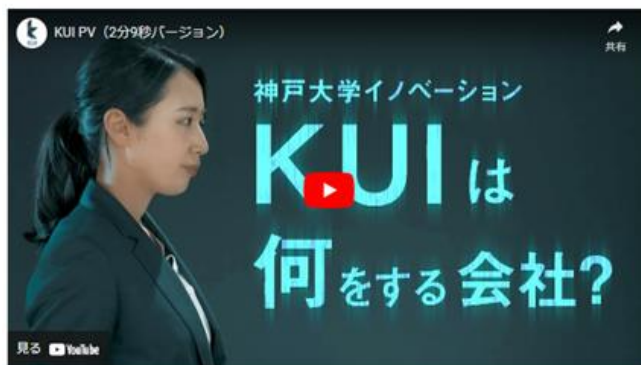 KUI PV（2分9秒バージョン）
共有
神戸大学イノベーション
KUIは
何をする会社?
見る YouTube